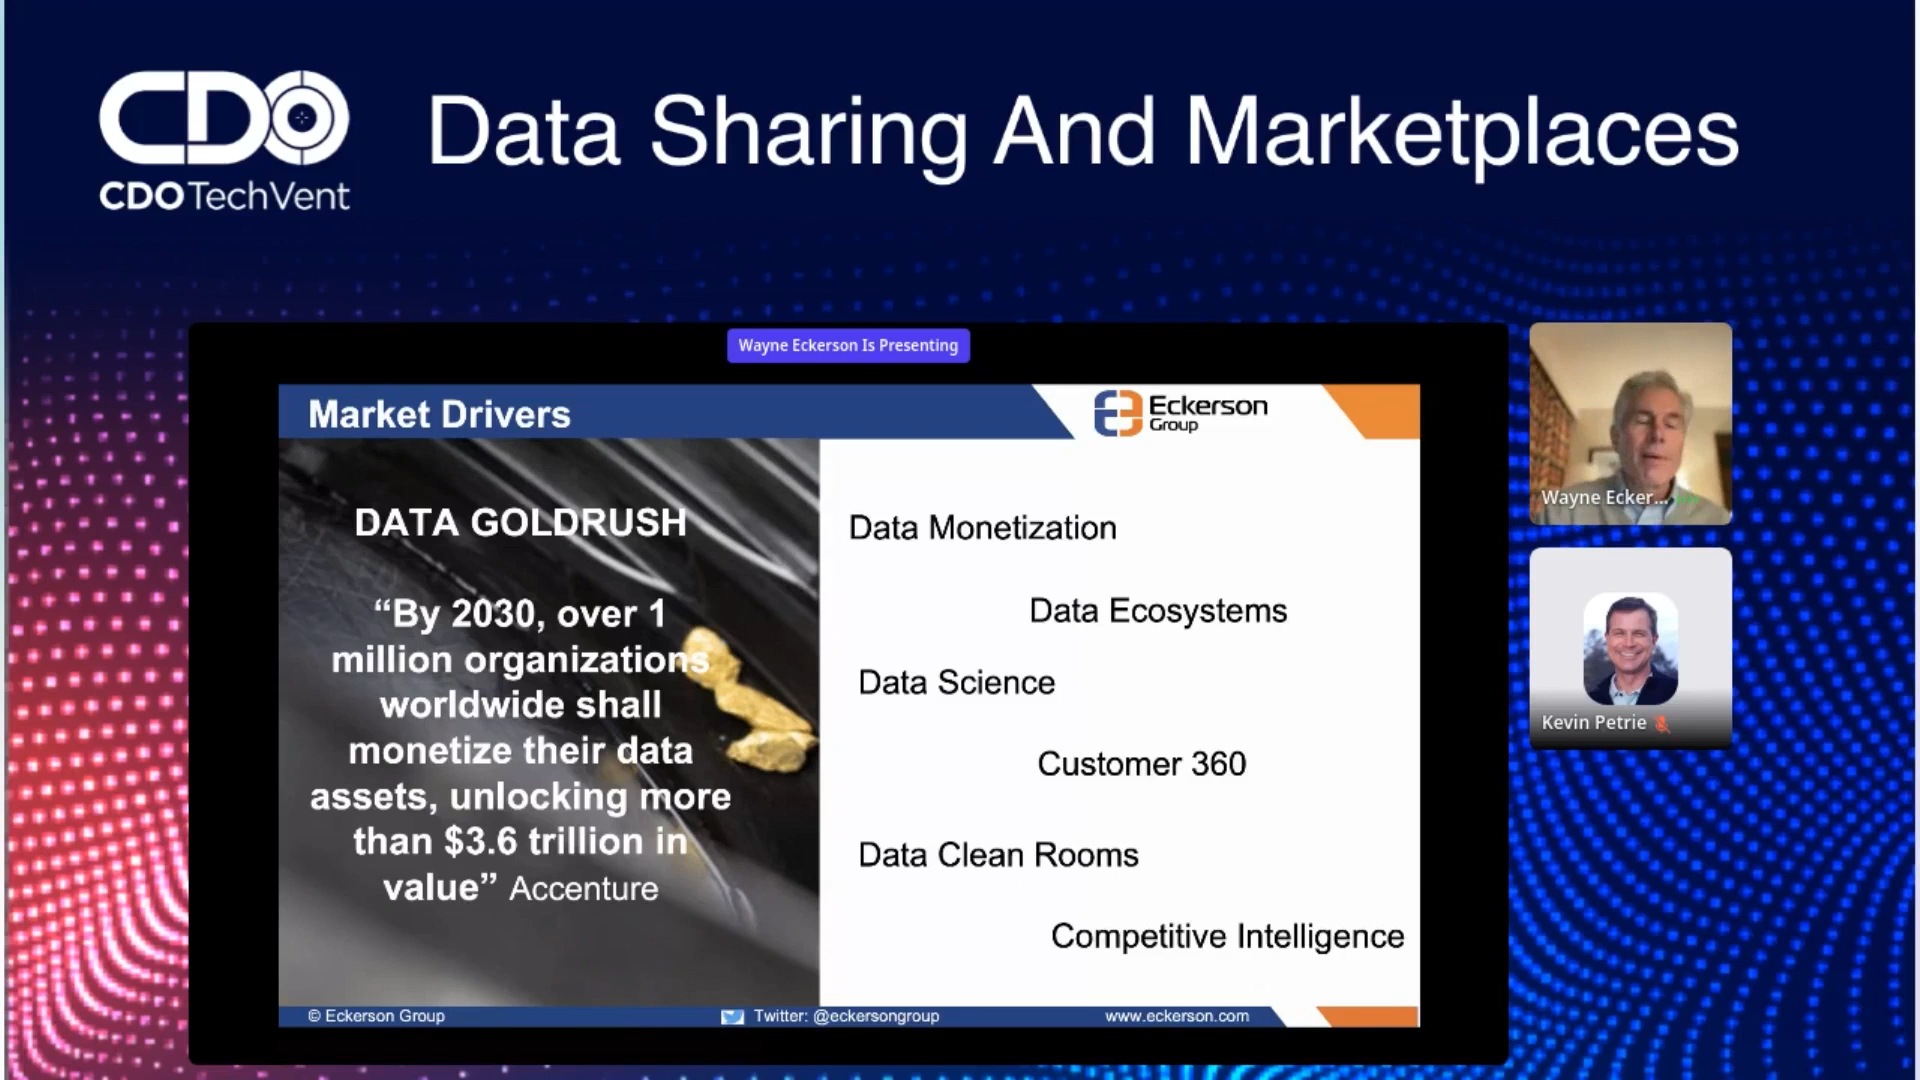 CDO
CDO TechVent
Data Sharing And Marketplaces
Wayne Eckerson Is Presenting
Market Drivers
Eckerson
Group
DATA GOLDRUSH
“By 2030, over 1
million organizations
worldwide shall
monetize their data
assets, unlocking more
than $3.6 trillion in
value” Accenture
Data Monetization
Data Ecosystems
Data Science
Customer 360
Data Clean Rooms
Competitive Intelligence
© Eckerson Group
Twitter: @eckersongroup
www.eckerson.com
Wayne Ecker...
Kevin Petrie